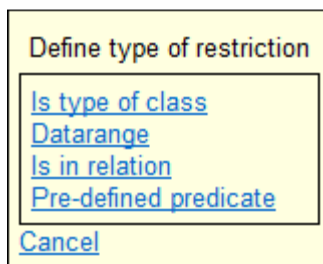 Define type of restriction
Is type of class
Datarange
Is in relation
Pre-defined predicate
Cancel